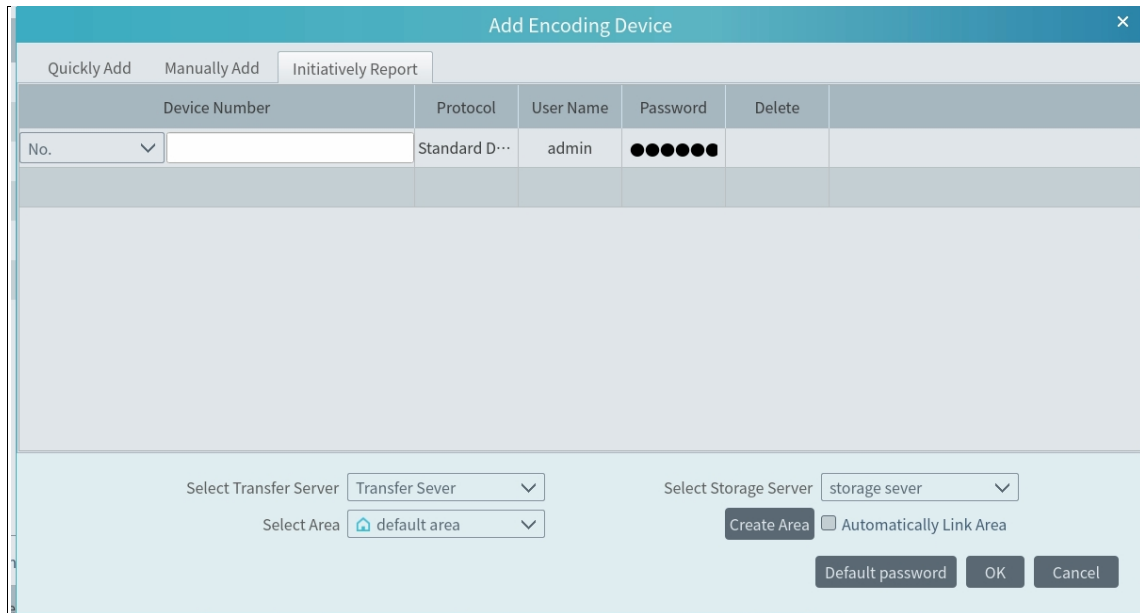 Add Encoding Device ×
Quickly Add Manually Add Initiatively Report
Device Number Protocol User Name Password Delete
No. Standard D··· admin ●●●●●●
Select Transfer Server Transfer Sever Select Storage Server storage sever
Select Area default area Create Area Automatically Link Area
Default password OK Cancel